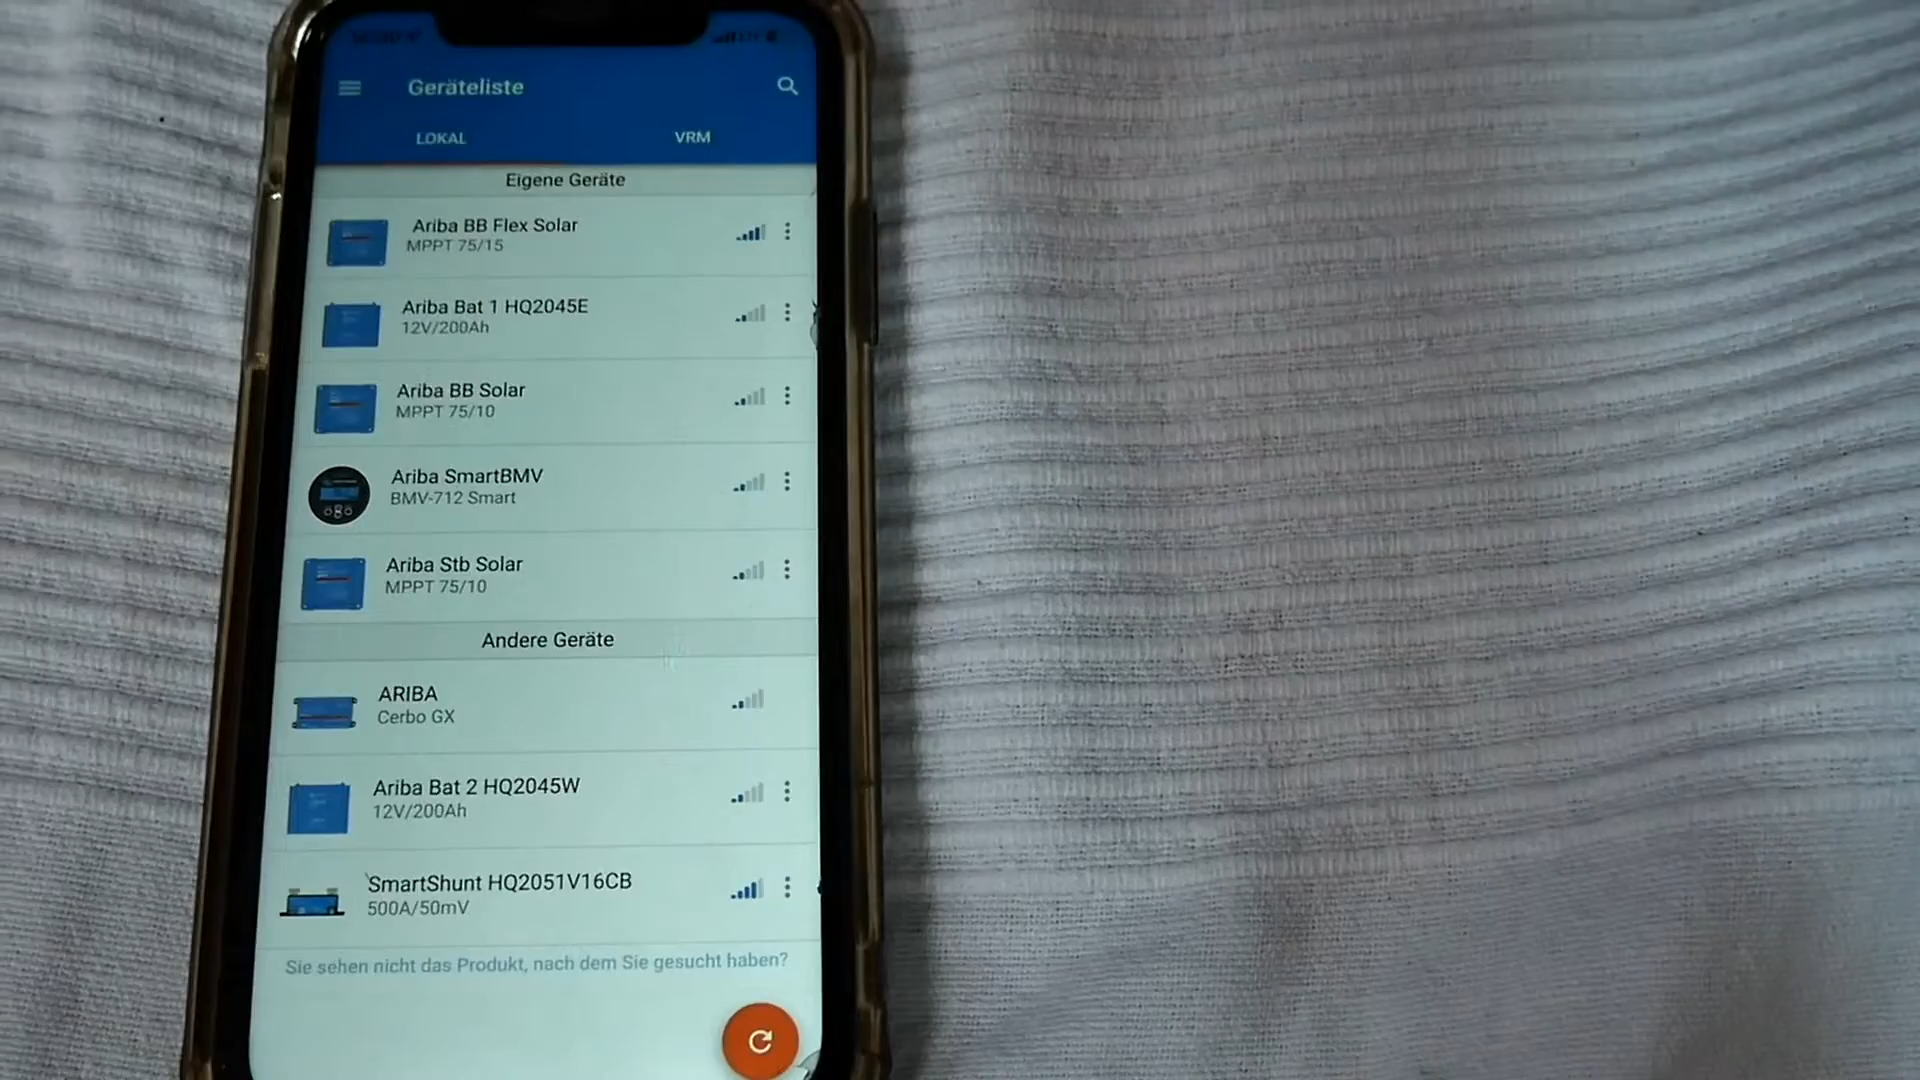 Geräteliste
LOKAL
VRM
Eigene Geräte
Ariba BB Flex Solar
MPPT 75/15
Ariba Bat 1 HQ2045E
12V/200Ah
Ariba BB Solar
MPPT 75/10
Ariba SmartBMV
BMV-712 Smart
Ariba Stb Solar
MPPT 75/10
Andere Geräte
ARIBA
Cerbo GX
Ariba Bat 2 HQ2045W
12V/200Ah
SmartShunt HQ2051V16CB
500A/50mV
Sie sehen nicht das Produkt, nach dem Sie gesucht haben?